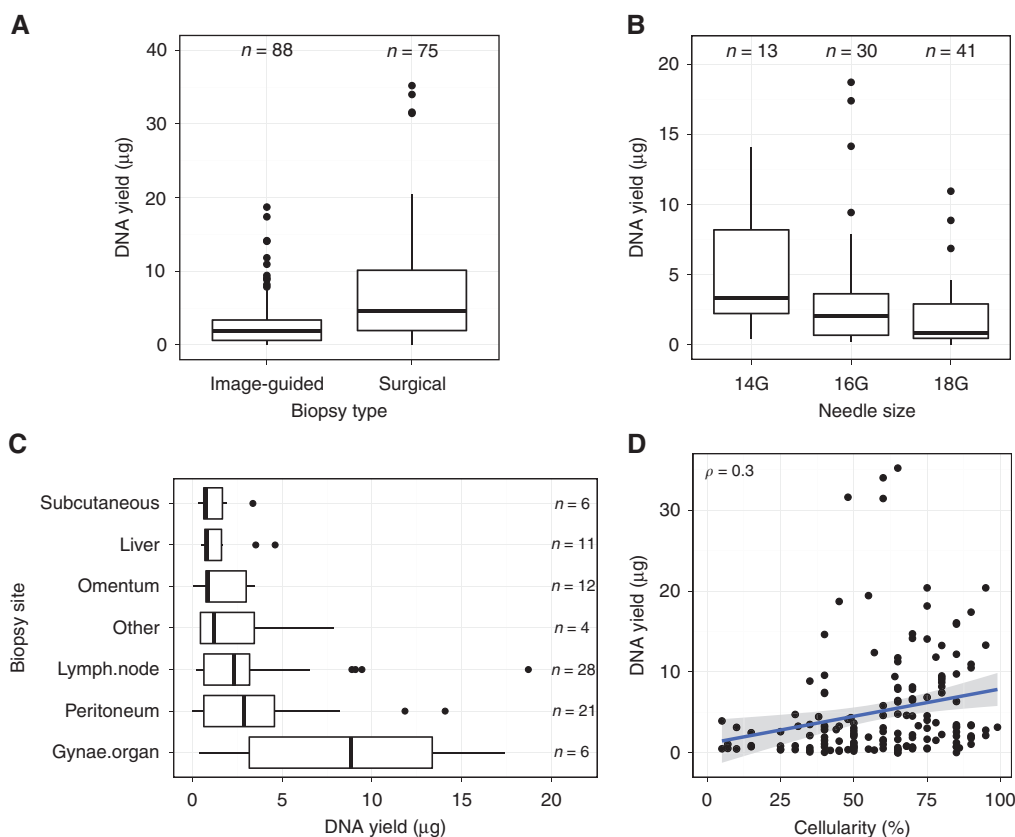 A
n = 88
n = 75
40
30
20
10
0
DNA yield (μg)
Image-guided
Surgical
Biopsy type
B
n = 13
n = 30
n = 41
20
15
10
5
0
DNA yield (μg)
14G
16G
18G
Needle size
C
Biopsy site
Subcutaneous
n = 6
Liver
n = 11
Omentum
n = 12
Other
n = 4
Lymph.node
n = 28
Peritoneum
n = 21
Gynae.organ
n = 6
0
5
10
15
20
DNA yield (μg)
D
ρ = 0.3
30
20
10
0
DNA yield (μg)
0
25
50
75
100
Cellularity (%)